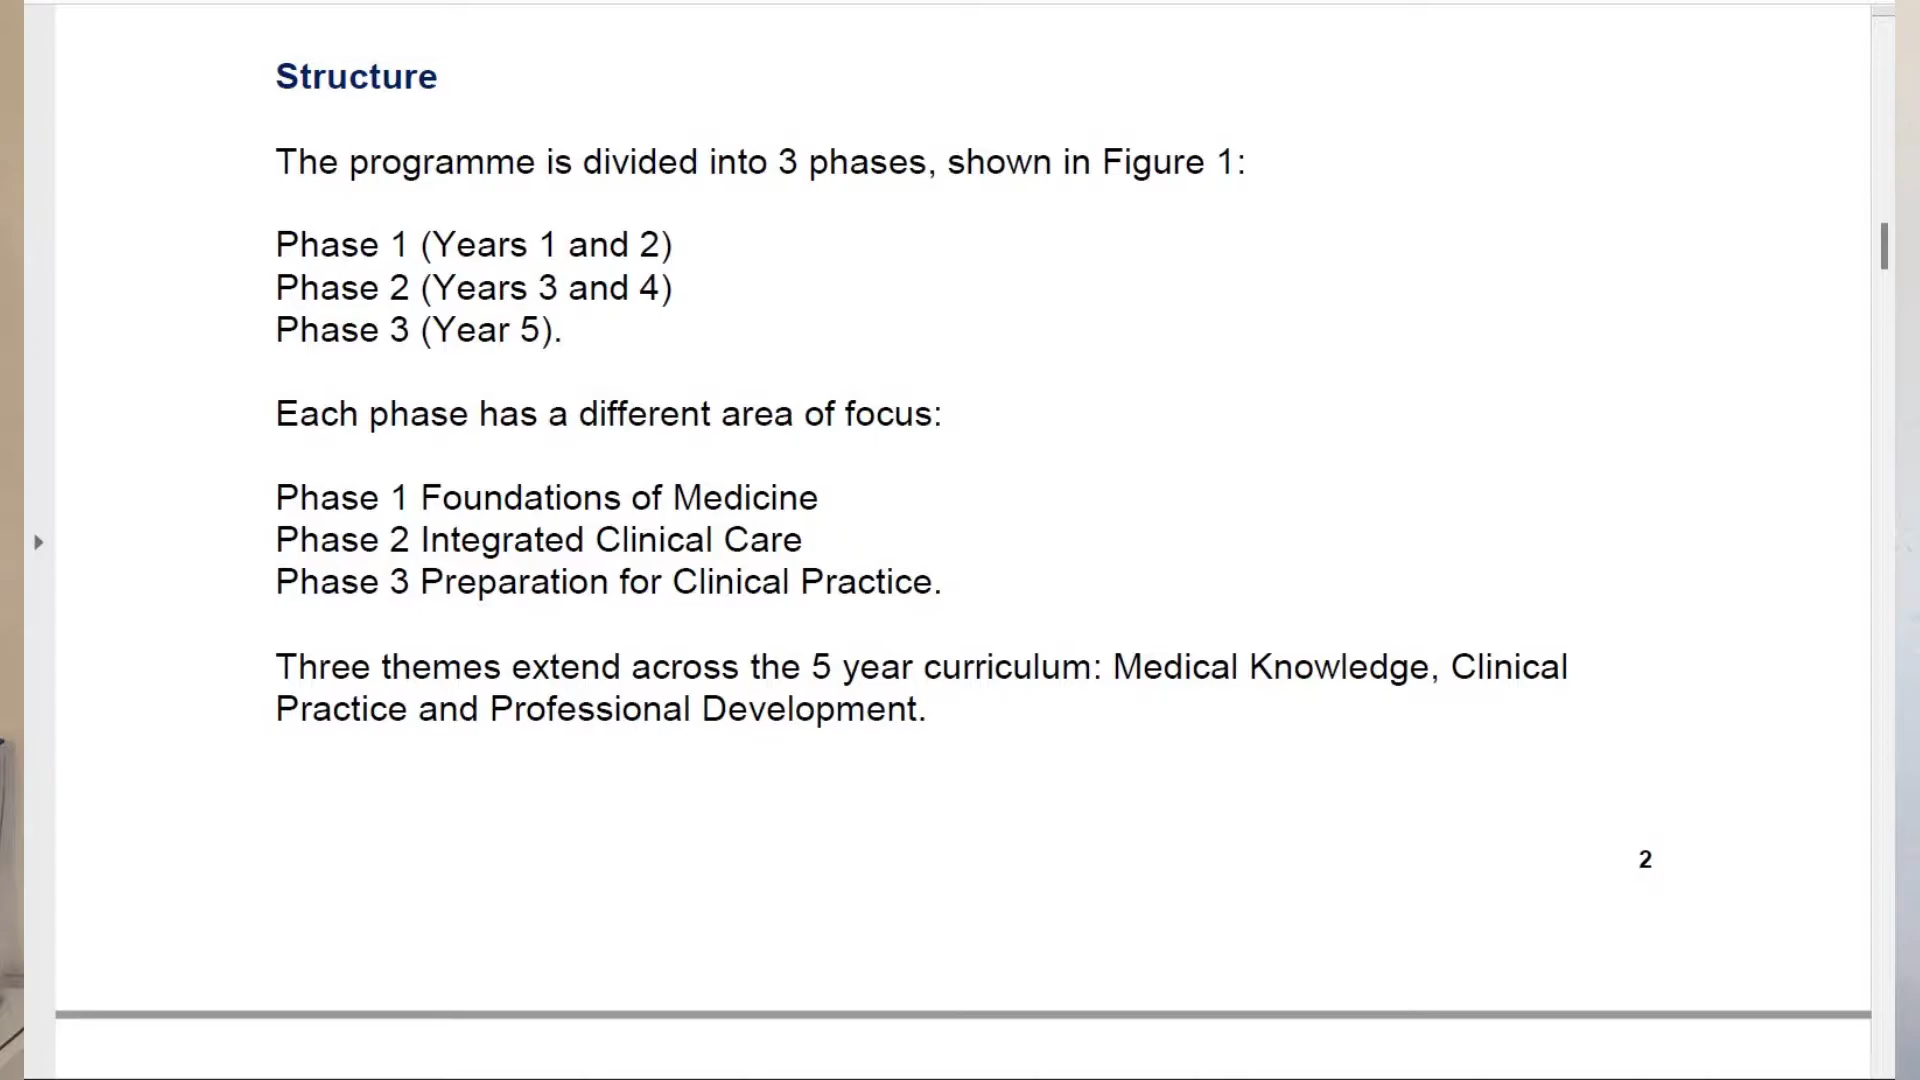 Structure
The programme is divided into 3 phases, shown in Figure 1:
Phase 1 (Years 1 and 2)
Phase 2 (Years 3 and 4)
Phase 3 (Year 5).
Each phase has a different area of focus:
Phase 1 Foundations of Medicine
Phase 2 Integrated Clinical Care
Phase 3 Preparation for Clinical Practice.
Three themes extend across the 5 year curriculum: Medical Knowledge, Clinical
Practice and Professional Development.
2